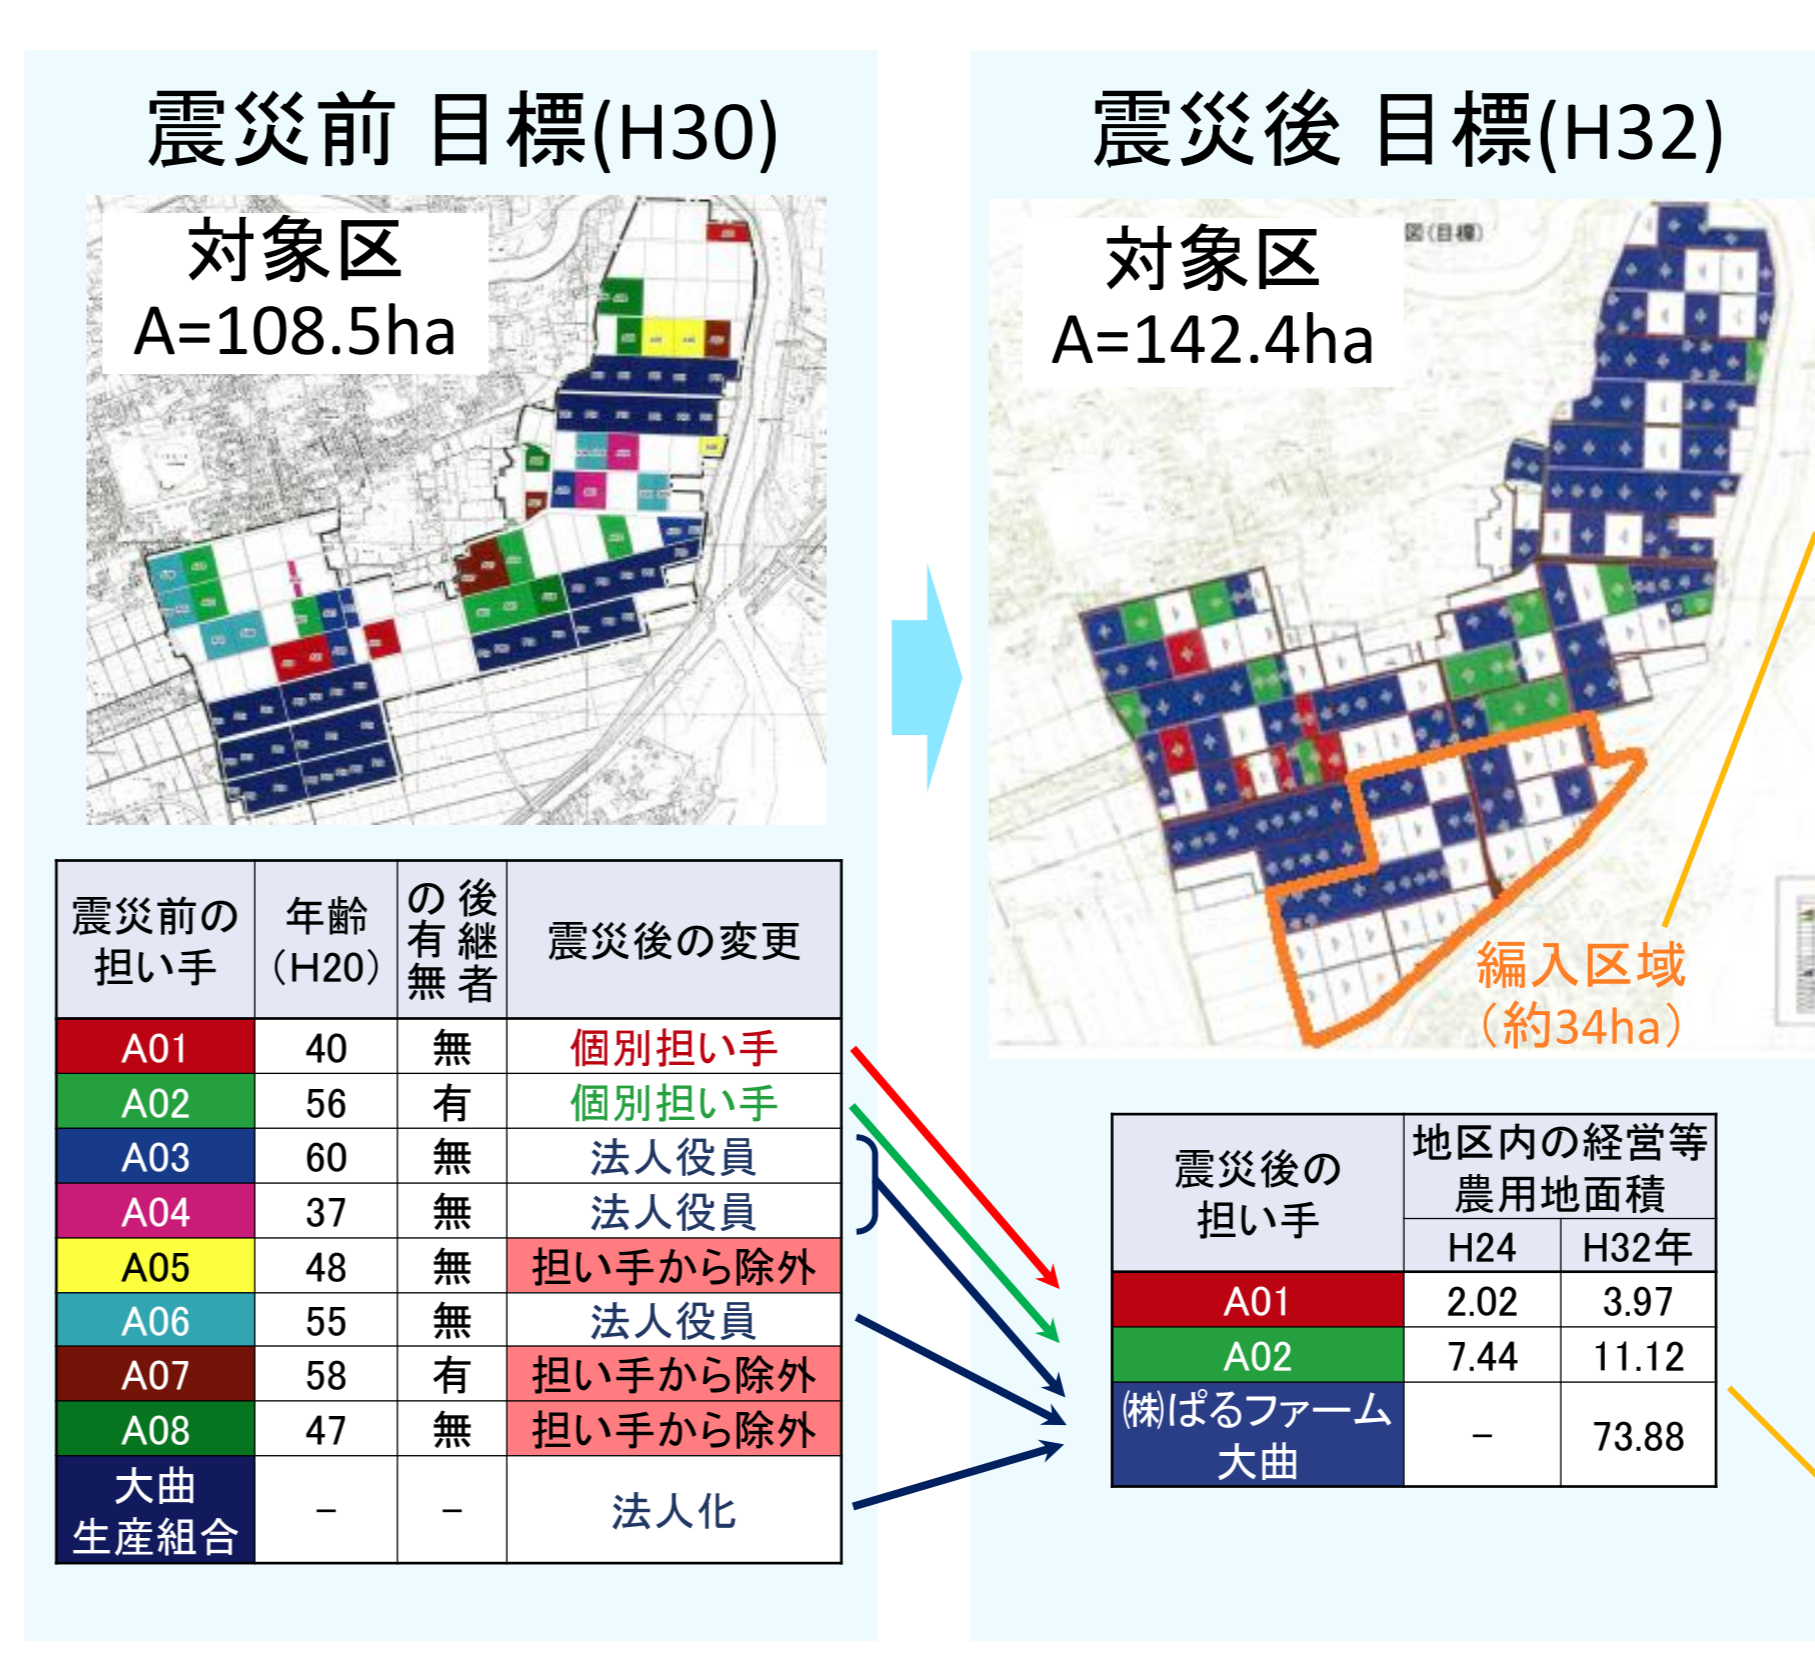 震災前 目標(H30)
対象区
A=108.5ha
震災前の
担い手
年齢
(H20)
後継者
の有無
震災後の変更
A01 40 無 個別担い手
A02 56 有 個別担い手
A03 60 無 法人役員
A04 37 無 法人役員
A05 48 無 担い手から除外
A06 55 無 法人役員
A07 58 有 担い手から除外
A08 47 無 担い手から除外
大曲
生産組合
– – 法人化
震災後 目標(H32)
対象区
A=142.4ha
図(目標)
編入区域
(約34ha)
震災後の
担い手
地区内の経営等
農用地面積
H24 H32年
A01 2.02 3.97
A02 7.44 11.12
㈱ぱるファーム
大曲
– 73.88